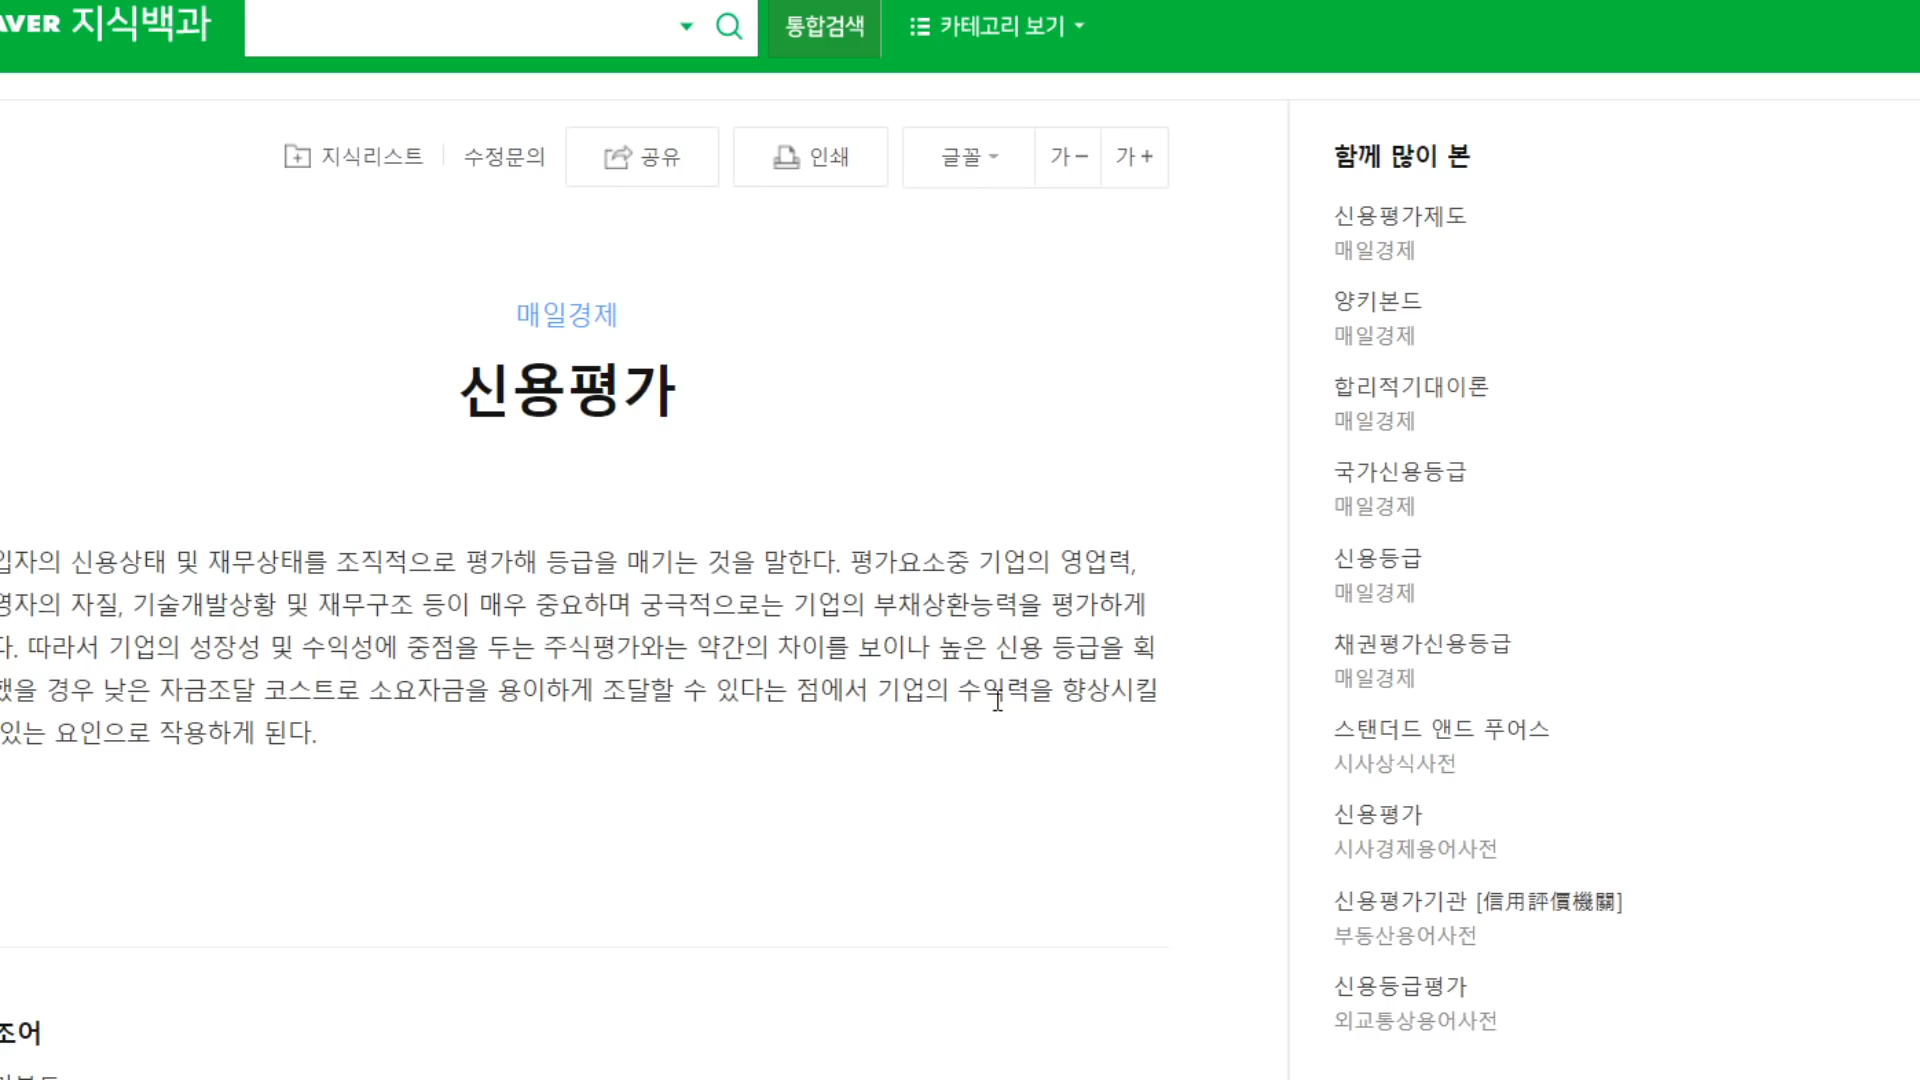 AVER 지식백과
통합검색
카테고리 보기
지식리스트
수정문의
공유
인쇄
글꼴
가-
가+
매일경제
신용평가
입자의 신용상태 및 재무상태를 조직적으로 평가해 등급을 매기는 것을 말한다. 평가요소중 기업의 영업력,
영자의 자질, 기술개발상황 및 재무구조 등이 매우 중요하며 궁극적으로는 기업의 부채상환능력을 평가하게
다. 따라서 기업의 성장성 및 수익성에 중점을 두는 주식평가와는 약간의 차이를 보이나 높은 신용 등급을 획
했을 경우 낮은 자금조달 코스트로 소요자금을 용이하게 조달할 수 있다는 점에서 기업의 수익력을 향상시킬
있는 요인으로 작용하게 된다.
조어
함께 많이 본
신용평가제도
매일경제
양키본드
매일경제
합리적기대이론
매일경제
국가신용등급
매일경제
신용등급
매일경제
채권평가신용등급
매일경제
스탠더드 앤드 푸어스
시사상식사전
신용평가
시사경제용어사전
신용평가기관 [信用評價機關]
부동산용어사전
신용등급평가
외교통상용어사전